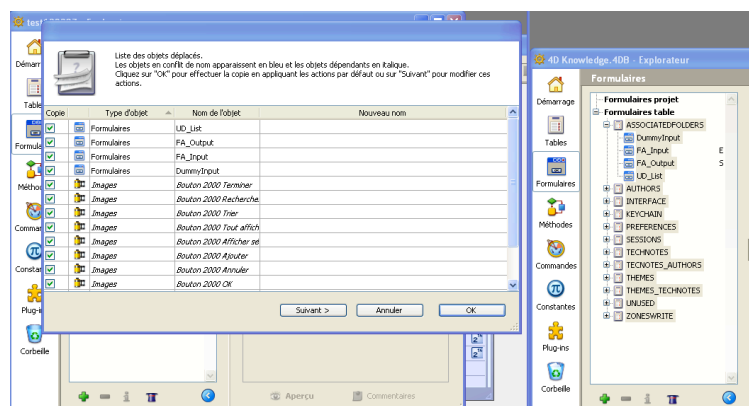 Liste des objets déplacés.
Les objets en conflit de nom apparaissent en bleu et les objets dépendants en italique.
Cliquez sur "OK" pour effectuer la copie en appliquant les actions par défaut ou sur "Suivant" pour modifier ces
actions.
Copie Type d'objet Nom de l'objet Nouveau nom
Formulaires UD_List
Formulaires FA_Output
Formulaires FA_Input
Formulaires DummyInput
Images Bouton 2000 Terminer
Images Bouton 2000 Recherche
Images Bouton 2000 Trier
Images Bouton 2000 Tout affich
Images Bouton 2000 Afficher sé
Images Bouton 2000 Ajouter
Images Bouton 2000 Annuler
Images Bouton 2000 OK
Suivant > Annuler OK
Démarr
Table
Formula
Métho
Comman
Constan
Plug-i
Corbeille
Aperçu Commentaires
4D Knowledge.4DB - Explorateur
Formulaires
Démarrage
Tables
Formulaires
Méthodes
Commandes
Constantes
Plug-ins
Corbeille
Formulaires projet
Formulaires table
ASSOCIATEDFOLDERS
DummyInput
FA_Input E
FA_Output S
UD_List
AUTHORS
INTERFACE
KEYCHAIN
PREFERENCES
SESSIONS
TECHNOTES
TECNOTES_AUTHORS
THEMES
THEMES_TECHNOTES
UNUSED
ZONESWRITE